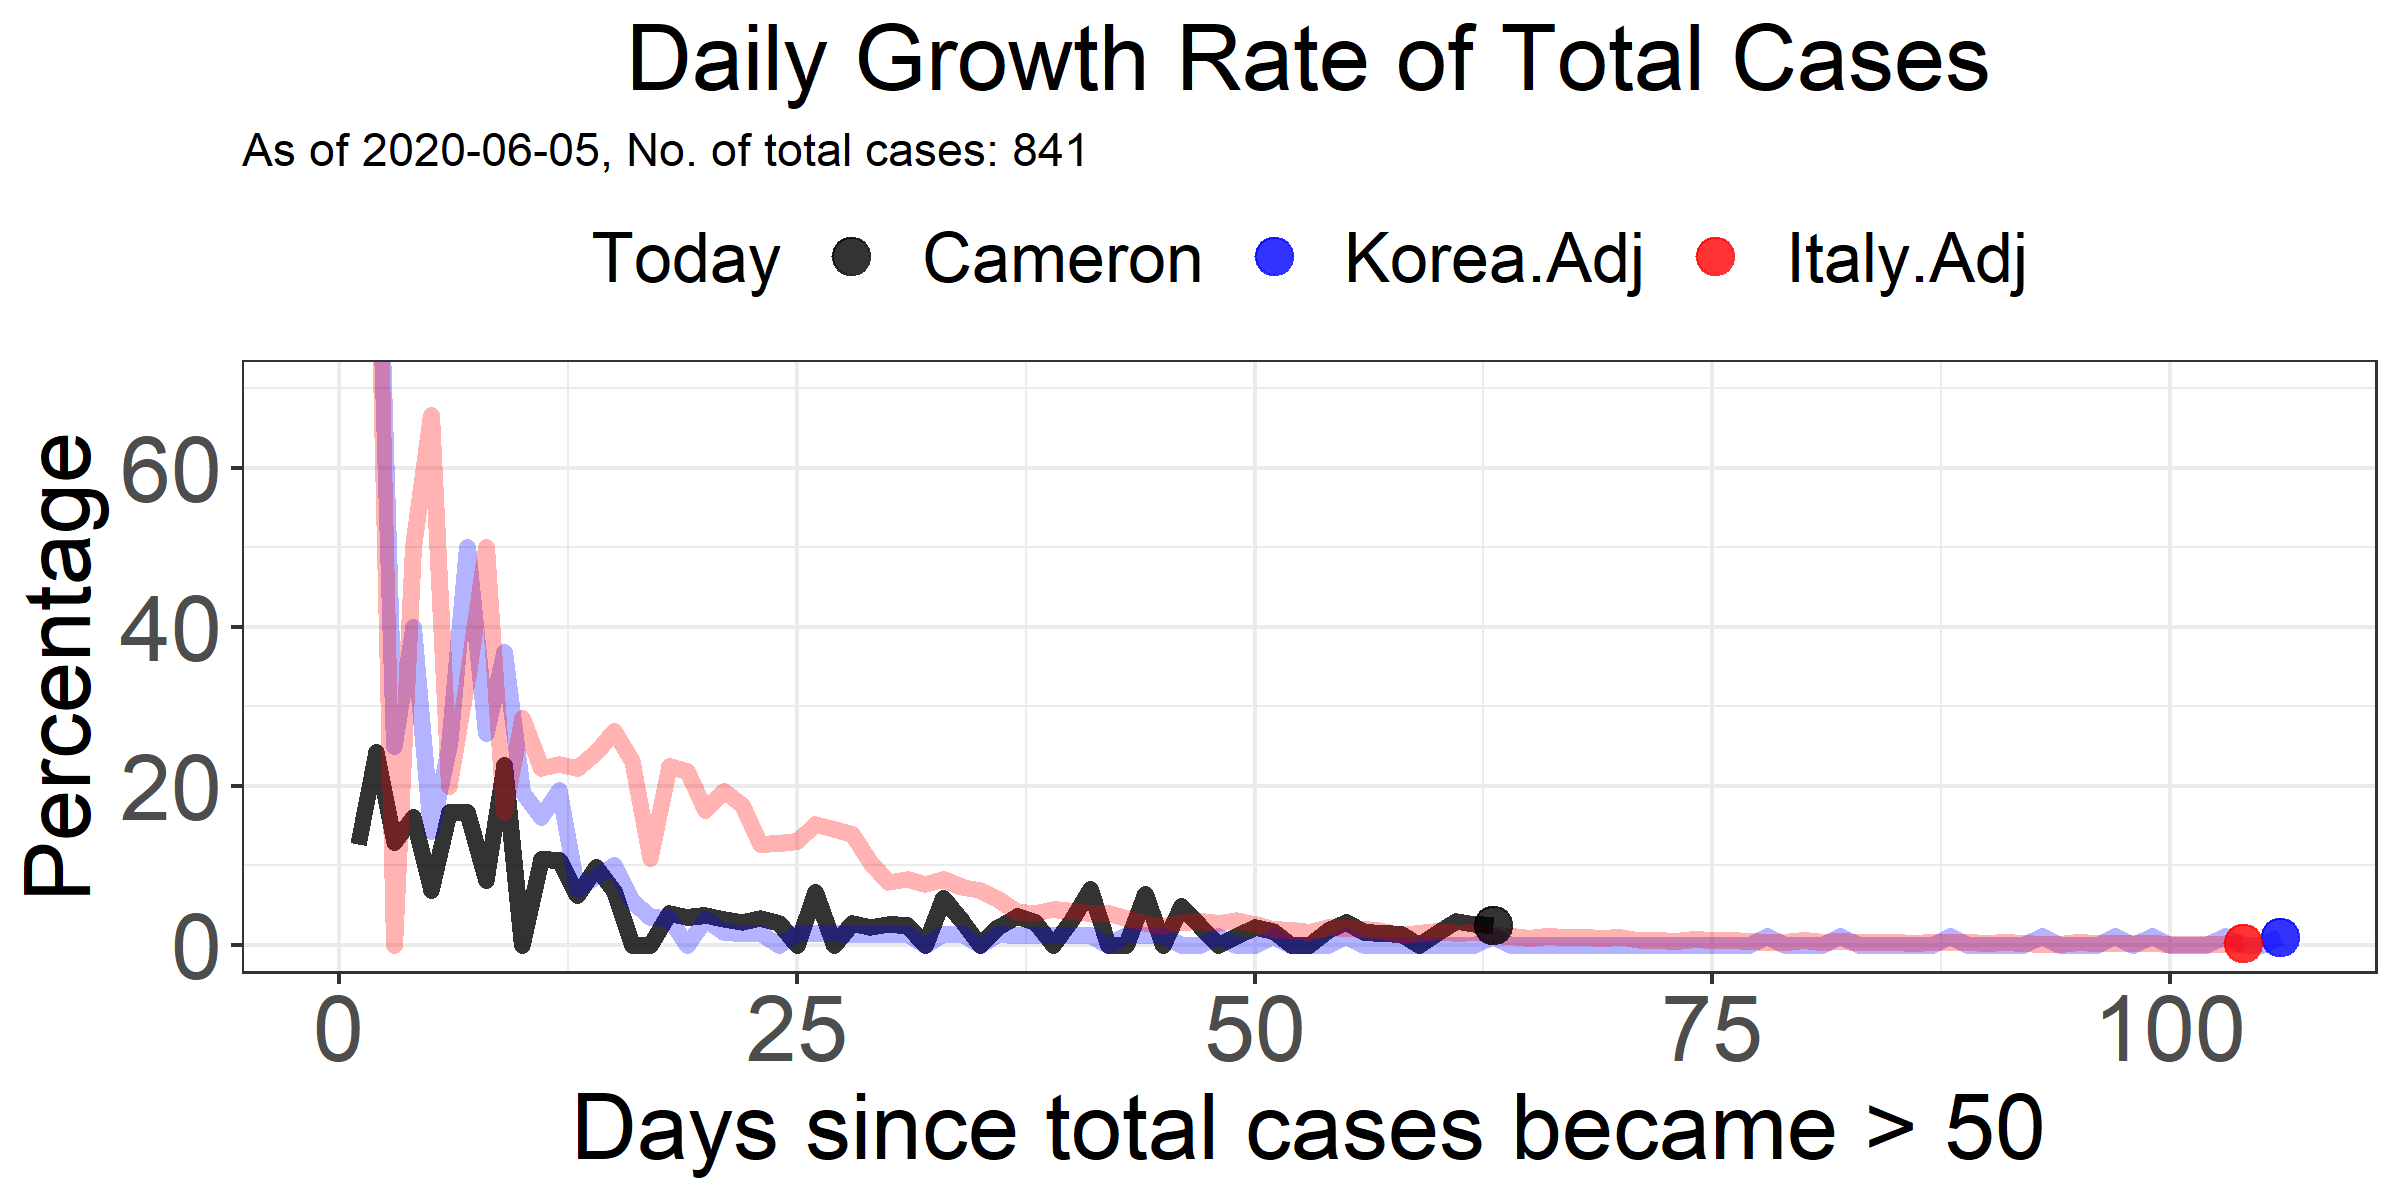 Daily Growth Rate of Total Cases
As of 2020-06-05, No. of total cases: 841
Today Cameron Korea.Adj Italy.Adj
Percentage
60
40
20
0
0 25 50 75 100
Days since total cases became > 50